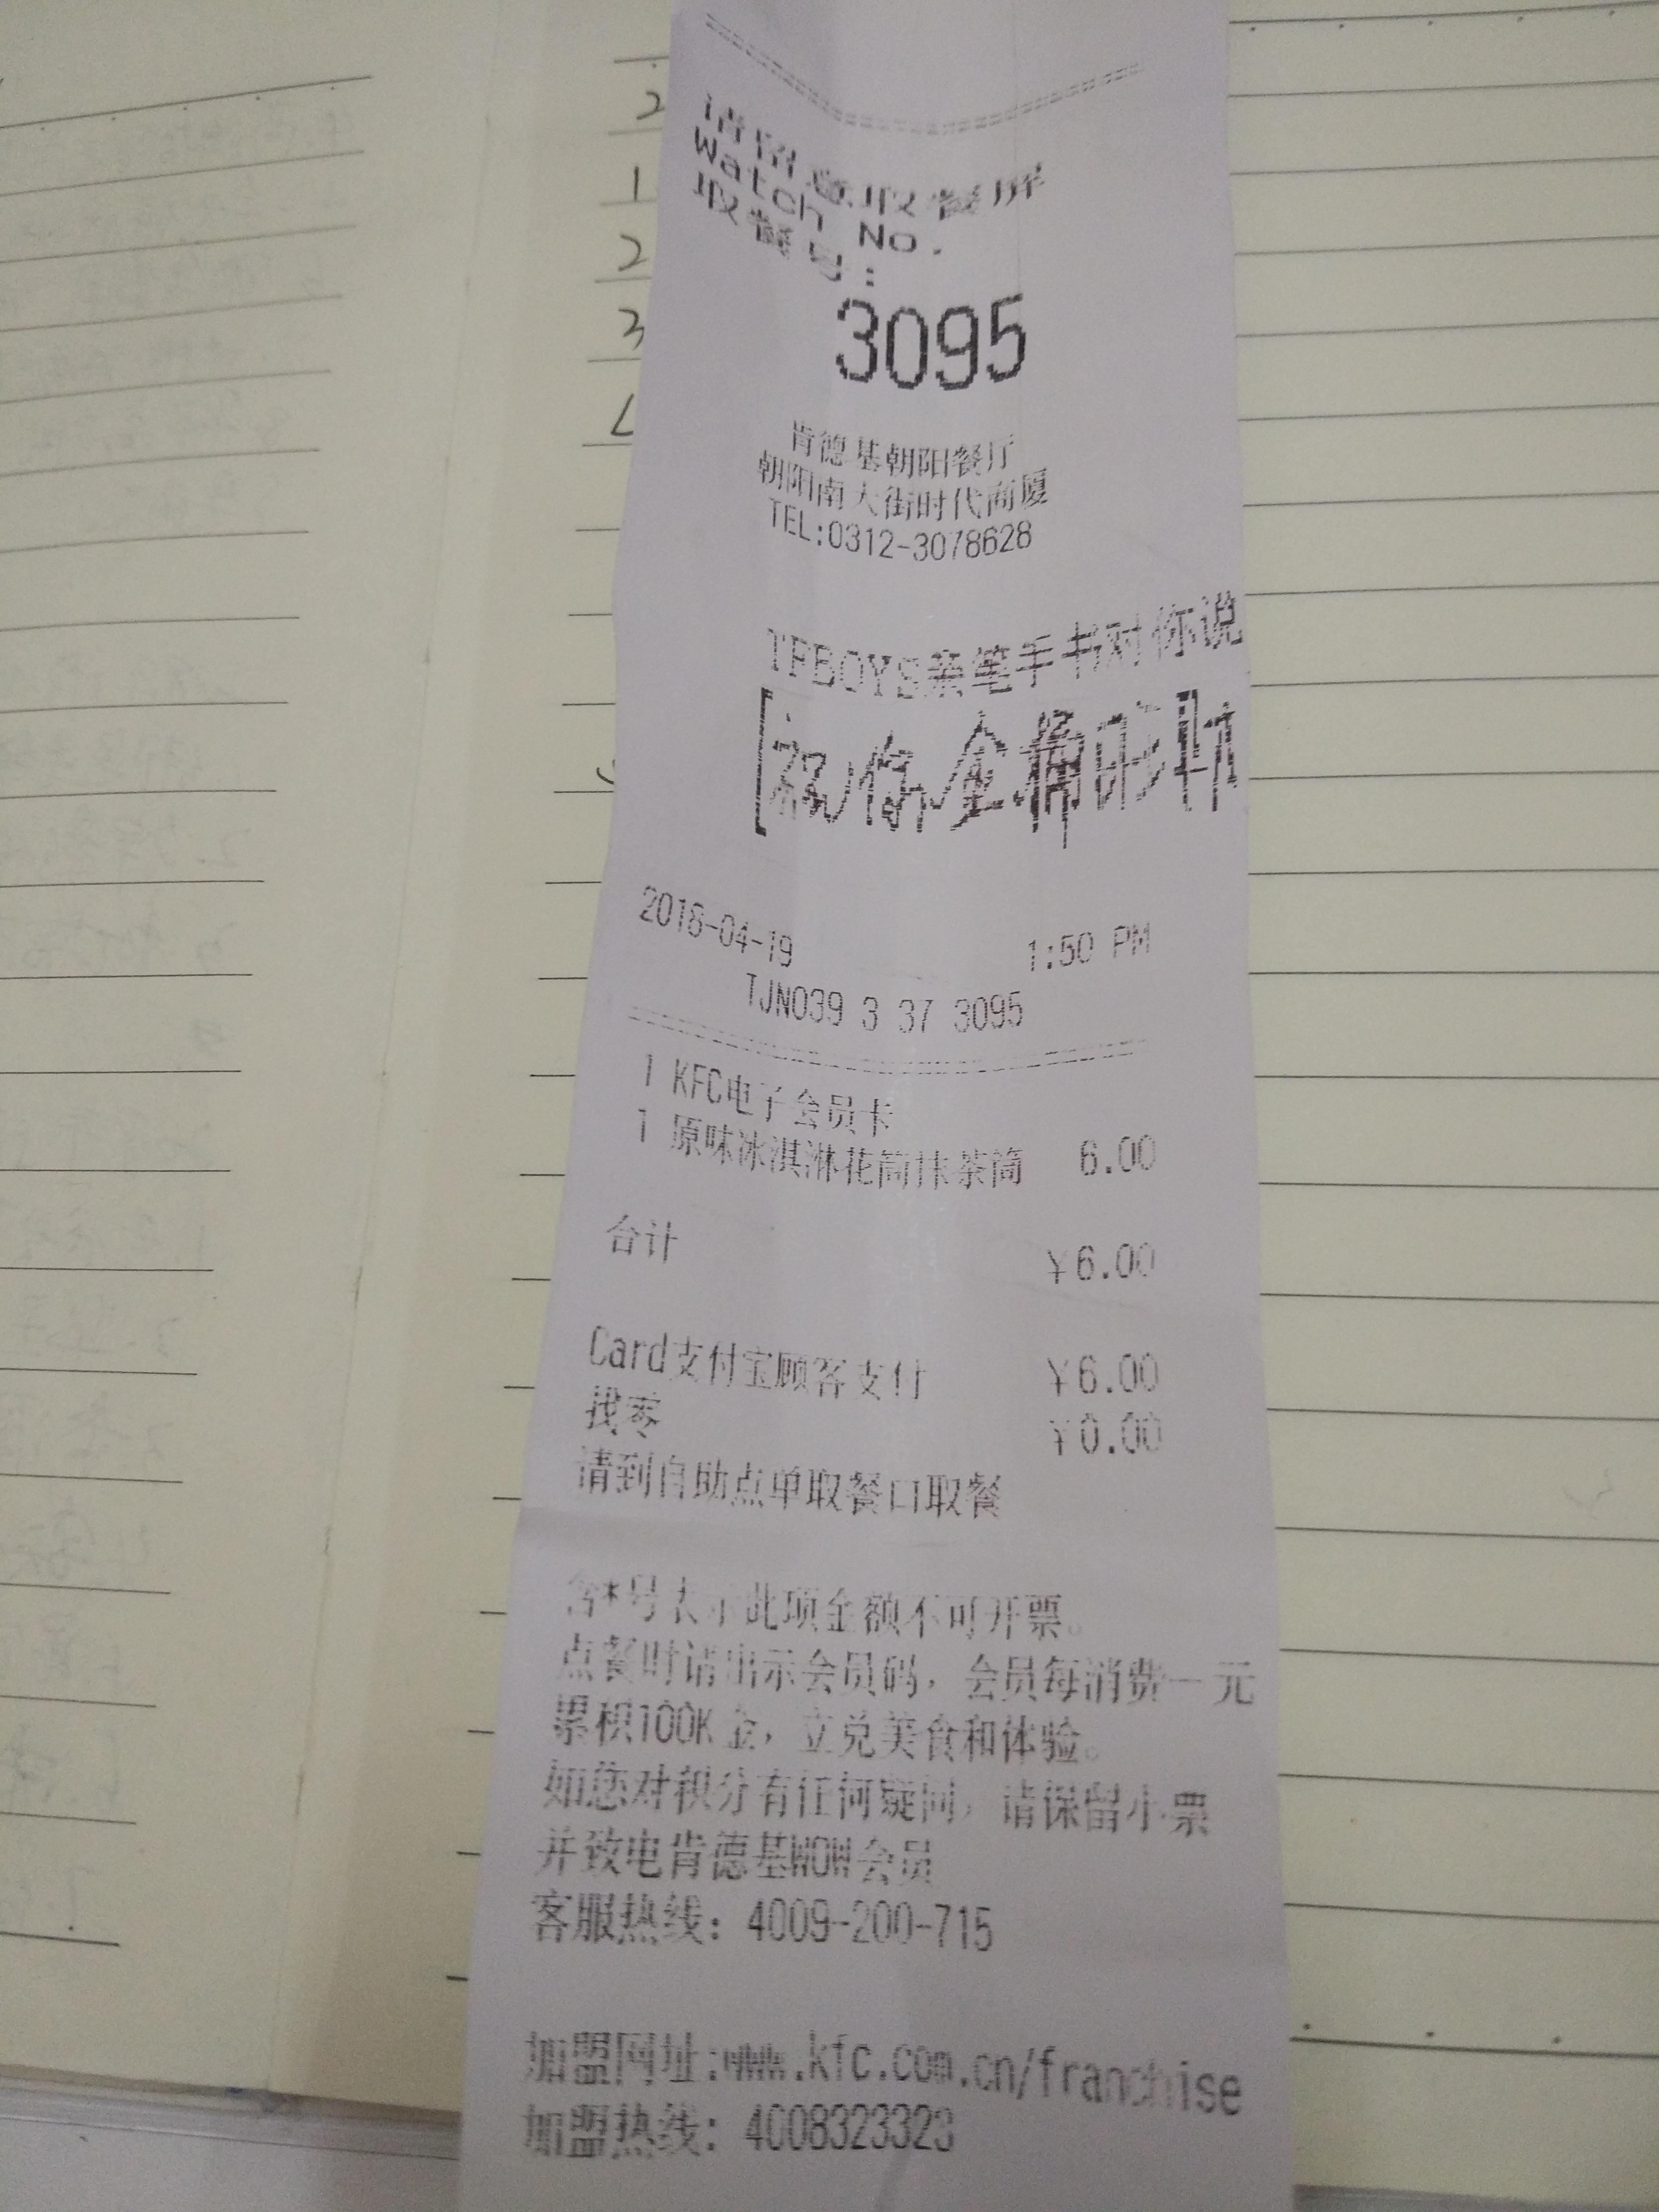 请留意取餐屏
Watch No.
取餐号:
3095
肯德基朝阳餐厅
朝阳南大街时代商厦
TEL:0312-3078628
TFBOYS亲笔手书对你说
2018-04-19 1:50 PM
TJN039 3 37 3095
1 KFC电子会员卡
1 原味冰淇淋花筒抹茶筒 6.00
合计 ¥6.00
Card支付宝顾客支付 ¥6.00
找零 ¥0.00
请到自助点单取餐口取餐
含*号表示此项金额不可开票。
点餐时请出示会员码，会员每消费一元
累积100K金，立兑美食和体验。
如您对积分有任何疑问，请保留小票
并致电肯德基WOW会员
客服热线：4009-200-715
加盟网址:www.kfc.com.cn/franchise
加盟热线：4008323323
2
1
2
3